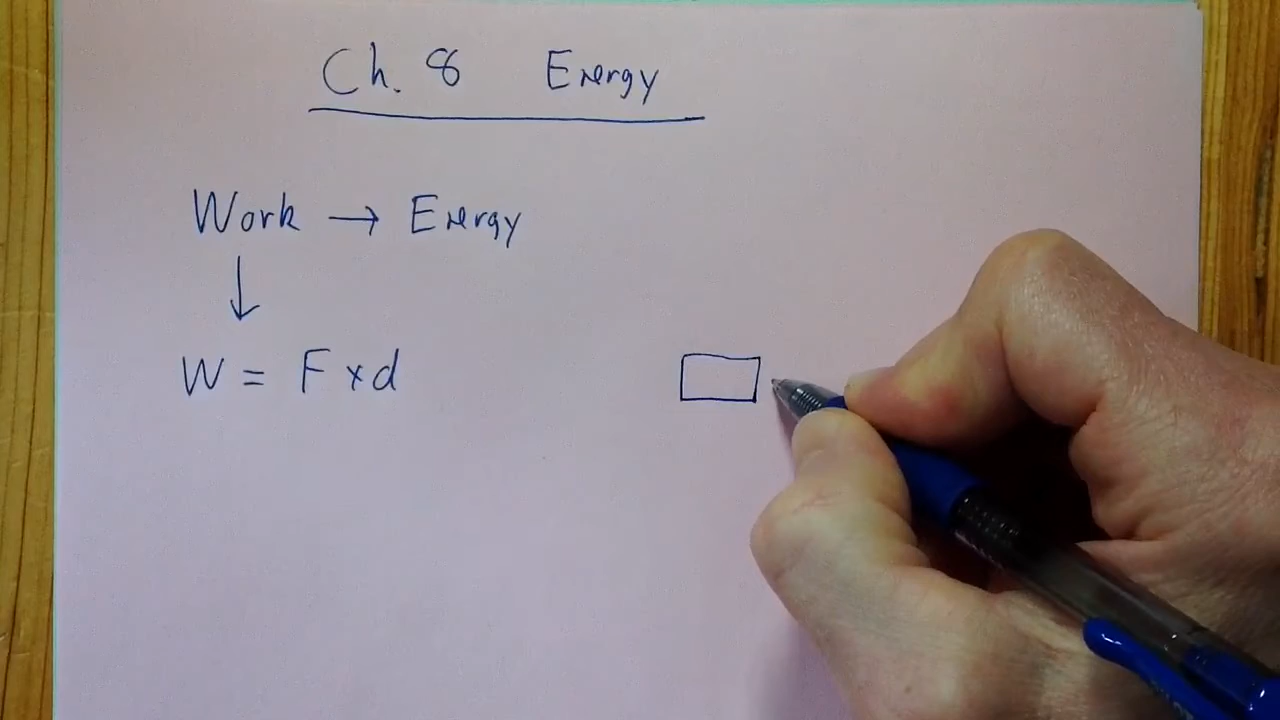 Ch. 8 Energy
Work → Energy
↓
W = F × d